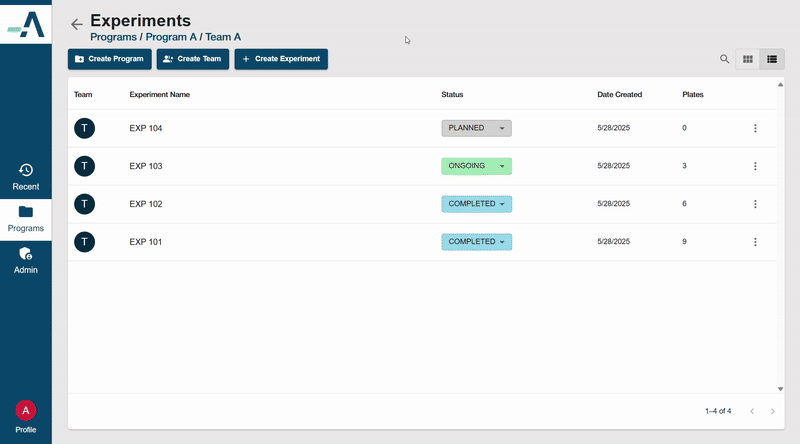 Experiments
Programs / Program A / Team A
Create Program
Create Team
Create Experiment
Team Experiment Name Status Date Created Plates
T EXP 104 PLANNED 5/28/2025 0
T EXP 103 ONGOING 5/28/2025 3
T EXP 102 COMPLETED 5/28/2025 6
T EXP 101 COMPLETED 5/28/2025 9
1–4 of 4
Recent
Programs
Admin
A
Profile